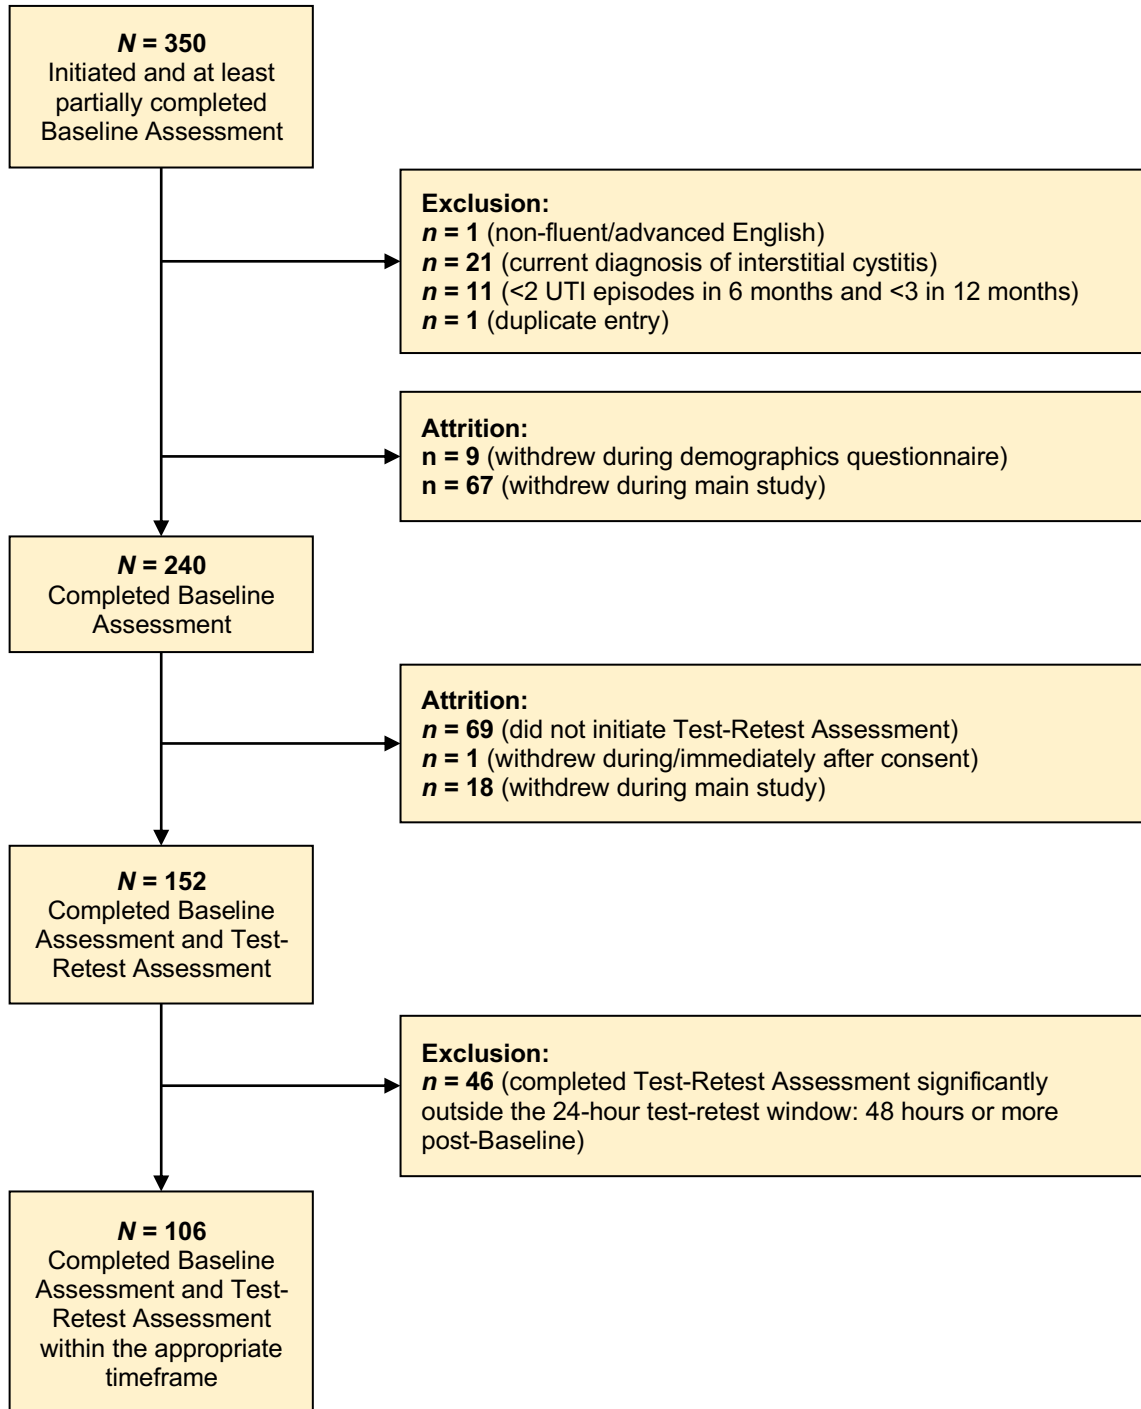 N = 350
Initiated and at least
partially completed
Baseline Assessment
Exclusion:
n = 1 (non-fluent/advanced English)
n = 21 (current diagnosis of interstitial cystitis)
n = 11 (<2 UTI episodes in 6 months and <3 in 12 months)
n = 1 (duplicate entry)
Attrition:
n = 9 (withdrew during demographics questionnaire)
n = 67 (withdrew during main study)
N = 240
Completed Baseline
Assessment
Attrition:
n = 69 (did not initiate Test-Retest Assessment)
n = 1 (withdrew during/immediately after consent)
n = 18 (withdrew during main study)
N = 152
Completed Baseline
Assessment and Test-
Retest Assessment
Exclusion:
n = 46 (completed Test-Retest Assessment significantly
outside the 24-hour test-retest window: 48 hours or more
post-Baseline)
N = 106
Completed Baseline
Assessment and Test-
Retest Assessment
within the appropriate
timeframe